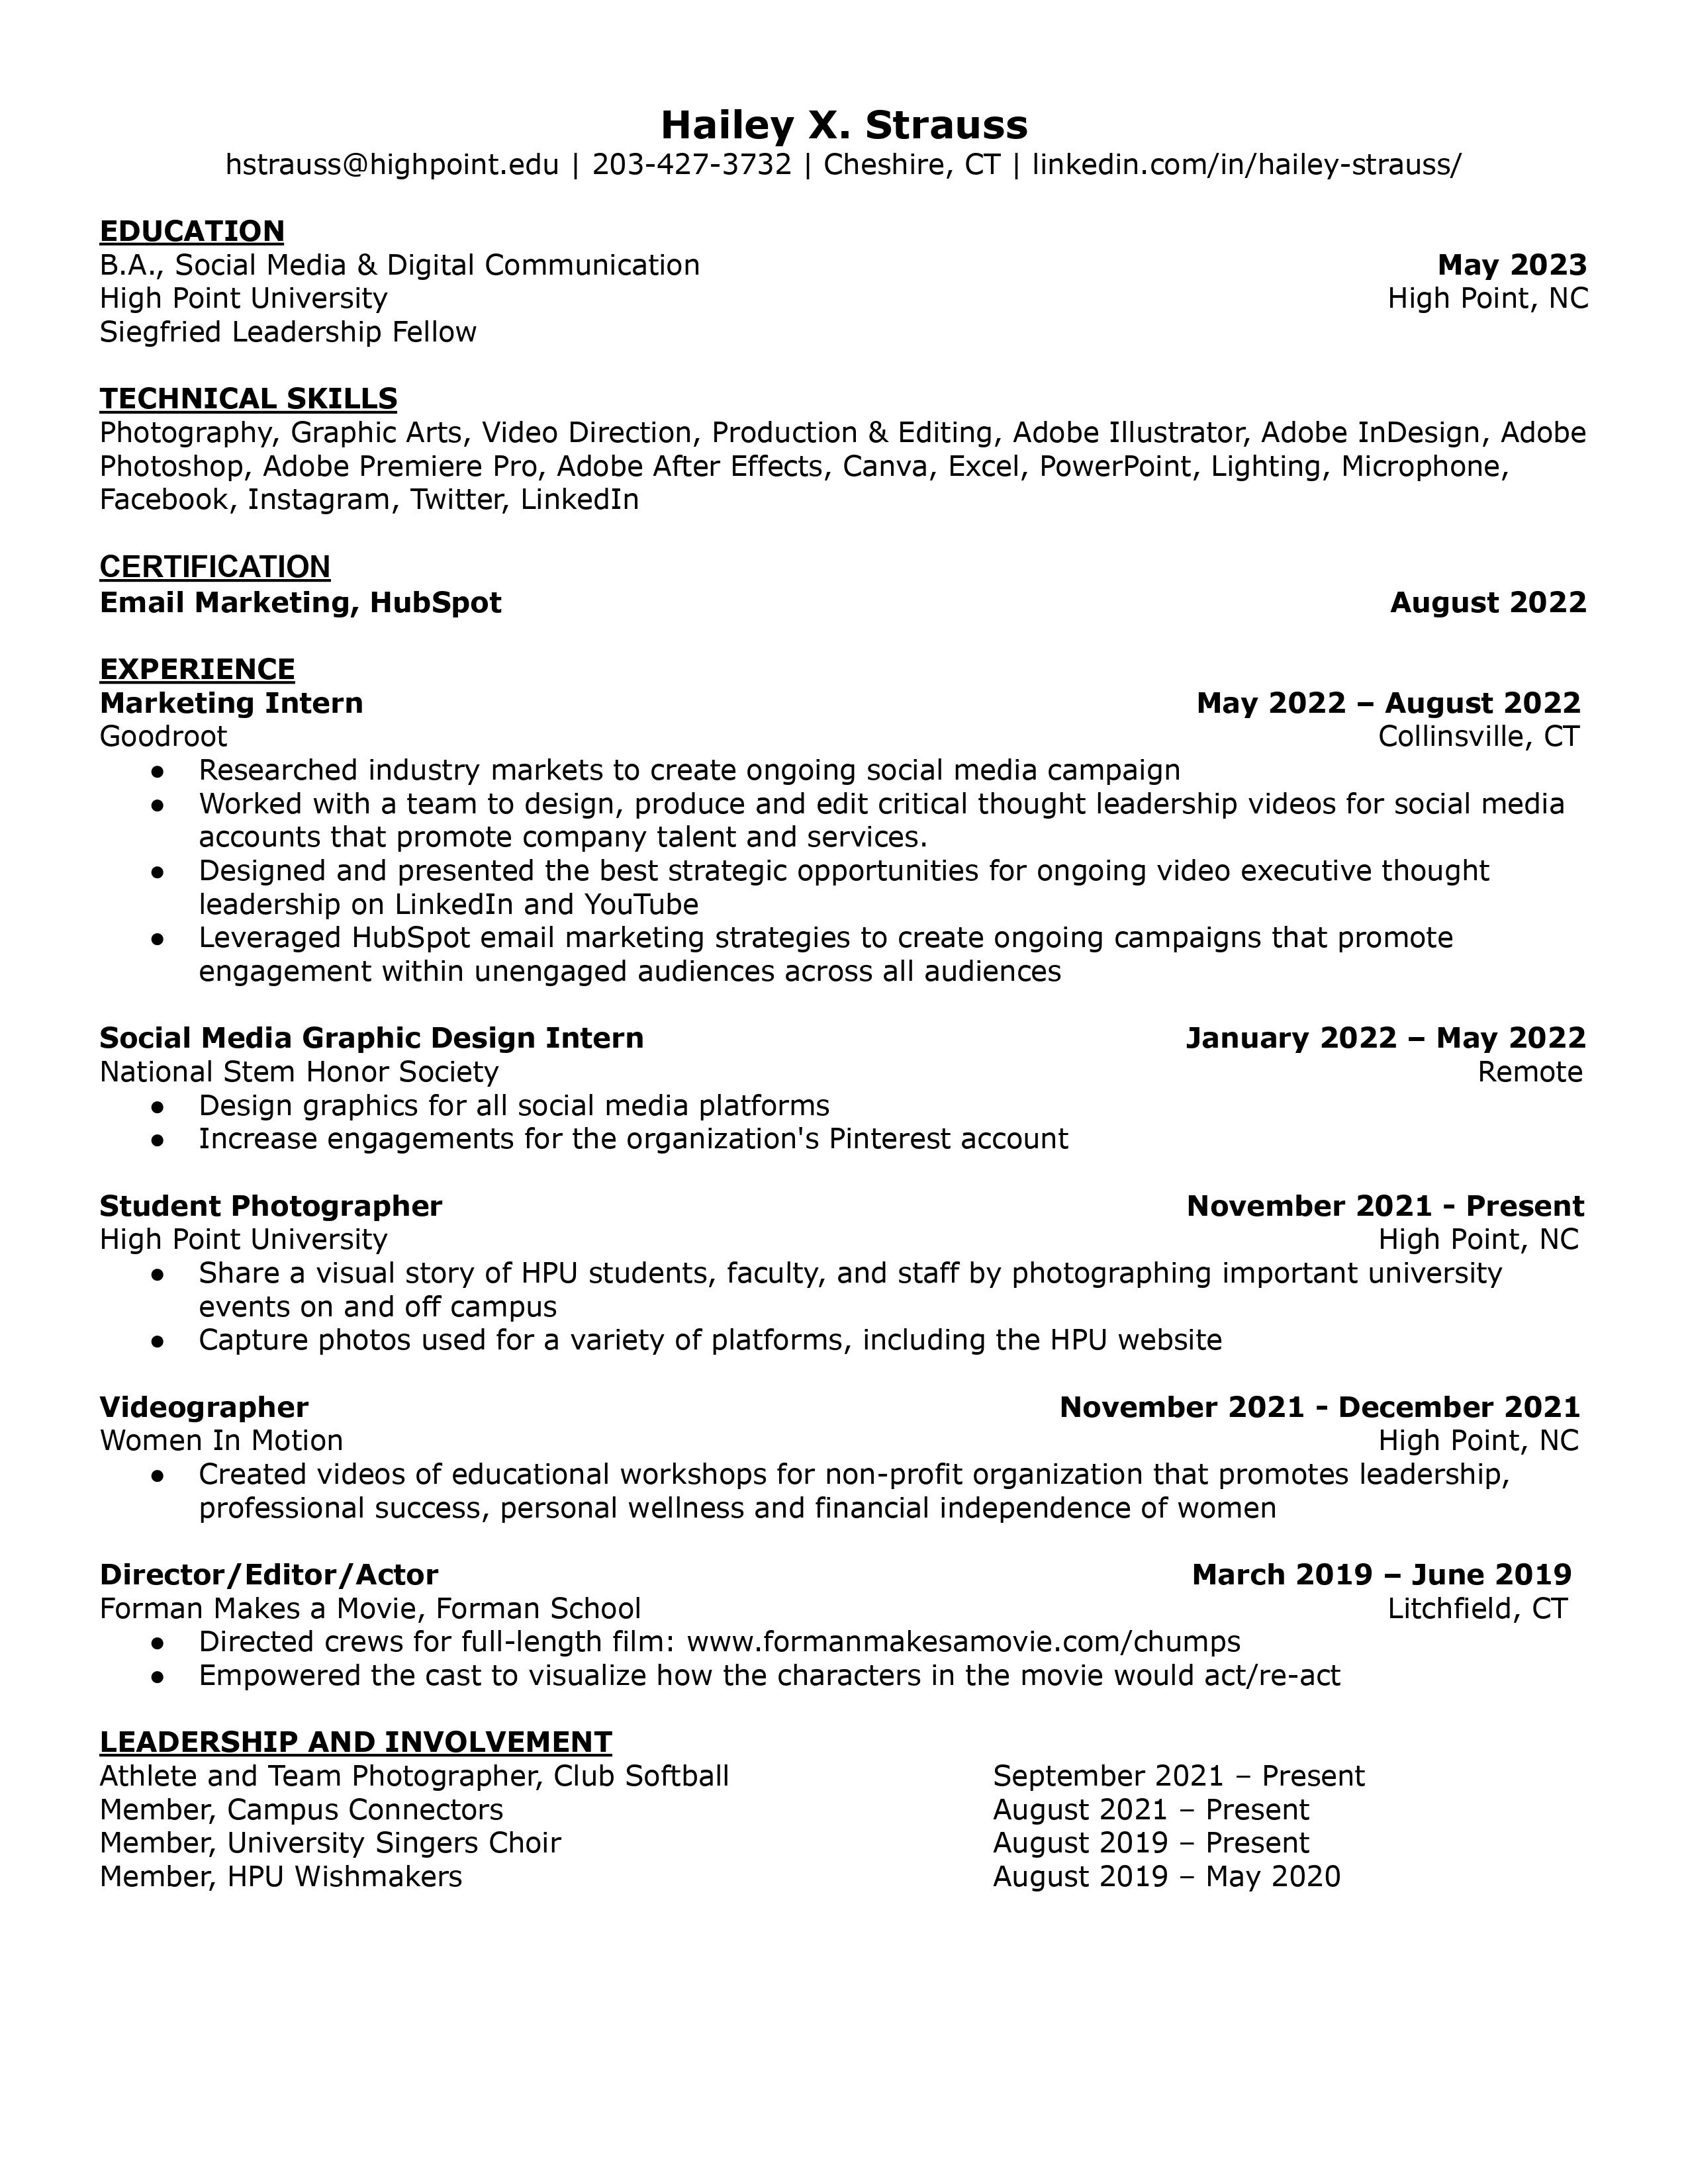 Hailey X. Strauss
hstrauss@highpoint.edu | 203-427-3732 | Cheshire, CT | linkedin.com/in/hailey-strauss/
EDUCATION
B.A., Social Media & Digital Communication May 2023
High Point University High Point, NC
Siegfried Leadership Fellow
TECHNICAL SKILLS
Photography, Graphic Arts, Video Direction, Production & Editing, Adobe Illustrator, Adobe InDesign, Adobe
Photoshop, Adobe Premiere Pro, Adobe After Effects, Canva, Excel, PowerPoint, Lighting, Microphone,
Facebook, Instagram, Twitter, LinkedIn
CERTIFICATION
Email Marketing, HubSpot August 2022
EXPERIENCE
Marketing Intern May 2022 – August 2022
Goodroot Collinsville, CT
● Researched industry markets to create ongoing social media campaign
● Worked with a team to design, produce and edit critical thought leadership videos for social media
accounts that promote company talent and services.
● Designed and presented the best strategic opportunities for ongoing video executive thought
leadership on LinkedIn and YouTube
● Leveraged HubSpot email marketing strategies to create ongoing campaigns that promote
engagement within unengaged audiences across all audiences
Social Media Graphic Design Intern January 2022 – May 2022
National Stem Honor Society Remote
● Design graphics for all social media platforms
● Increase engagements for the organization's Pinterest account
Student Photographer November 2021 - Present
High Point University High Point, NC
● Share a visual story of HPU students, faculty, and staff by photographing important university
events on and off campus
● Capture photos used for a variety of platforms, including the HPU website
Videographer November 2021 - December 2021
Women In Motion High Point, NC
● Created videos of educational workshops for non-profit organization that promotes leadership,
professional success, personal wellness and financial independence of women
Director/Editor/Actor March 2019 – June 2019
Forman Makes a Movie, Forman School Litchfield, CT
● Directed crews for full-length film: www.formanmakesamovie.com/chumps
● Empowered the cast to visualize how the characters in the movie would act/re-act
LEADERSHIP AND INVOLVEMENT
Athlete and Team Photographer, Club Softball September 2021 – Present
Member, Campus Connectors August 2021 – Present
Member, University Singers Choir August 2019 – Present
Member, HPU Wishmakers August 2019 – May 2020